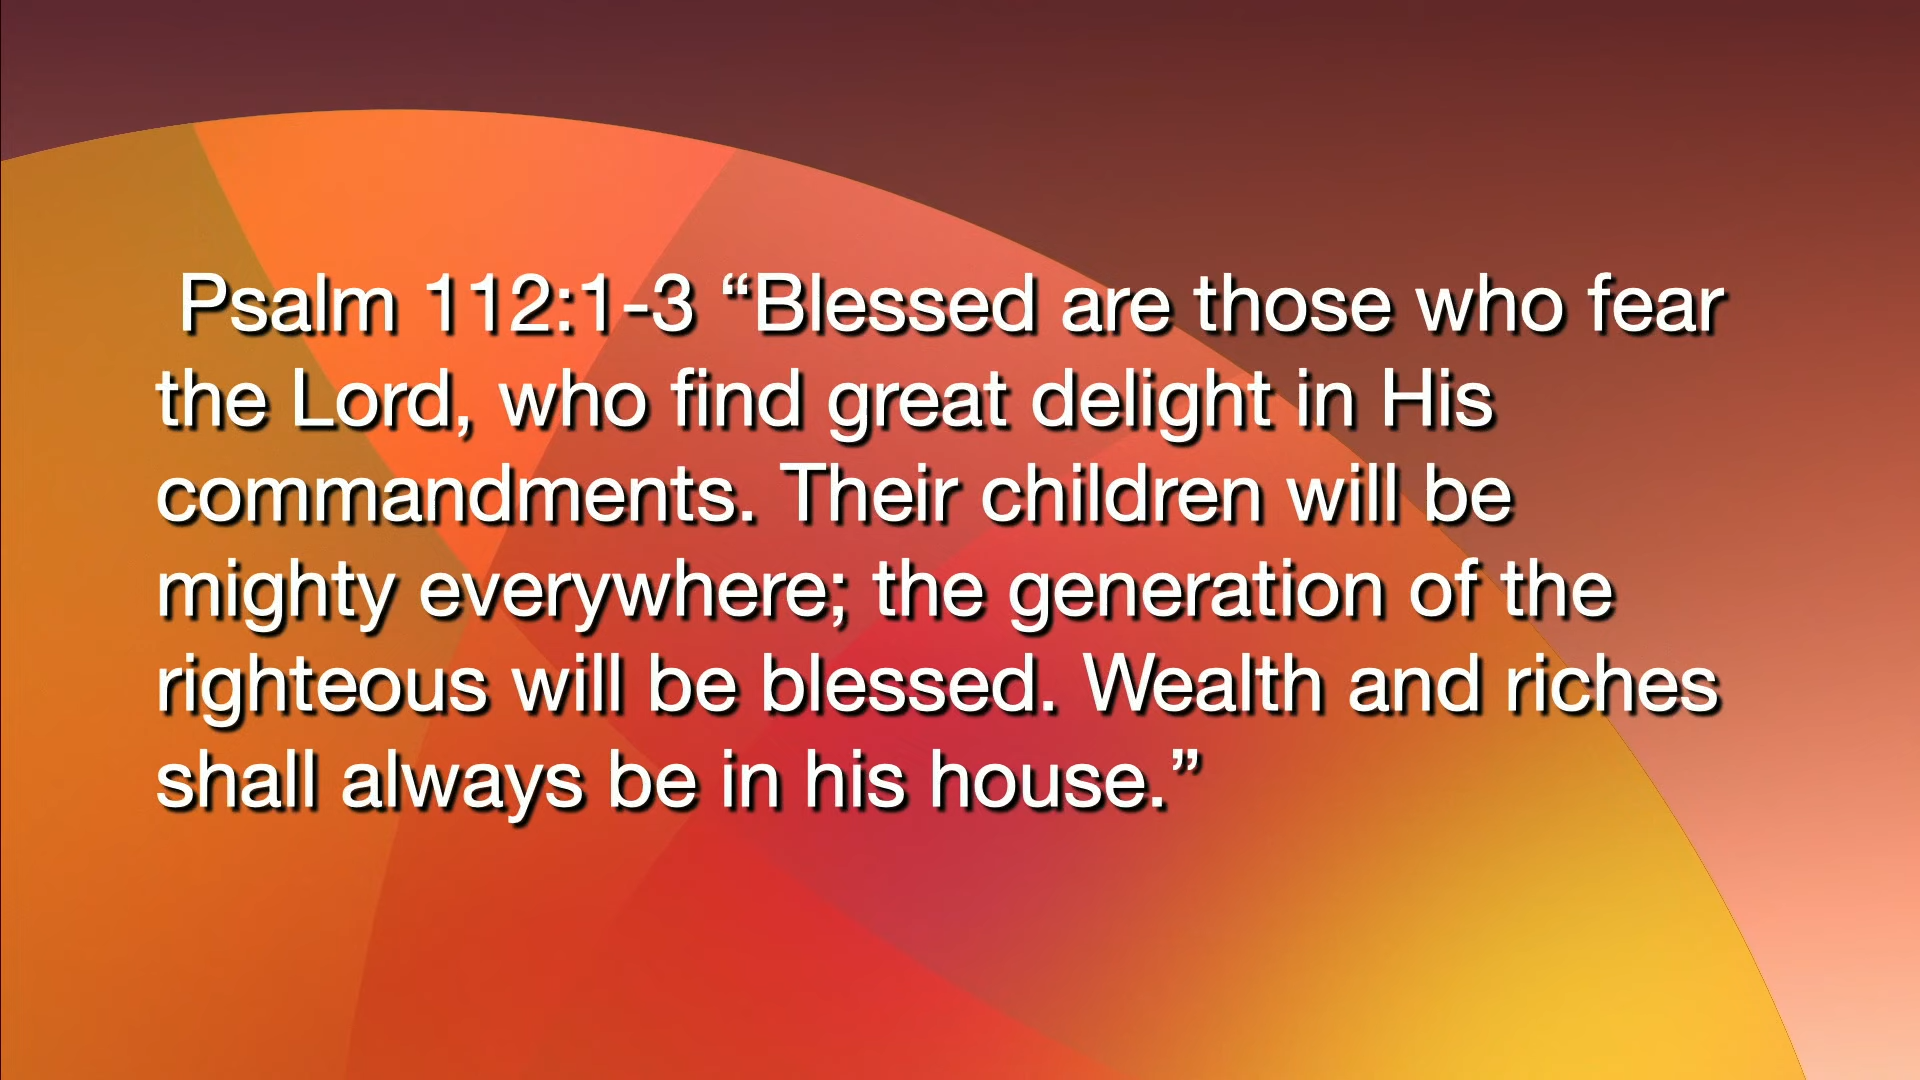 Psalm 112:1-3 “Blessed are those who fear
the Lord, who find great delight in His
commandments. Their children will be
mighty everywhere; the generation of the
righteous will be blessed. Wealth and riches
shall always be in his house.”